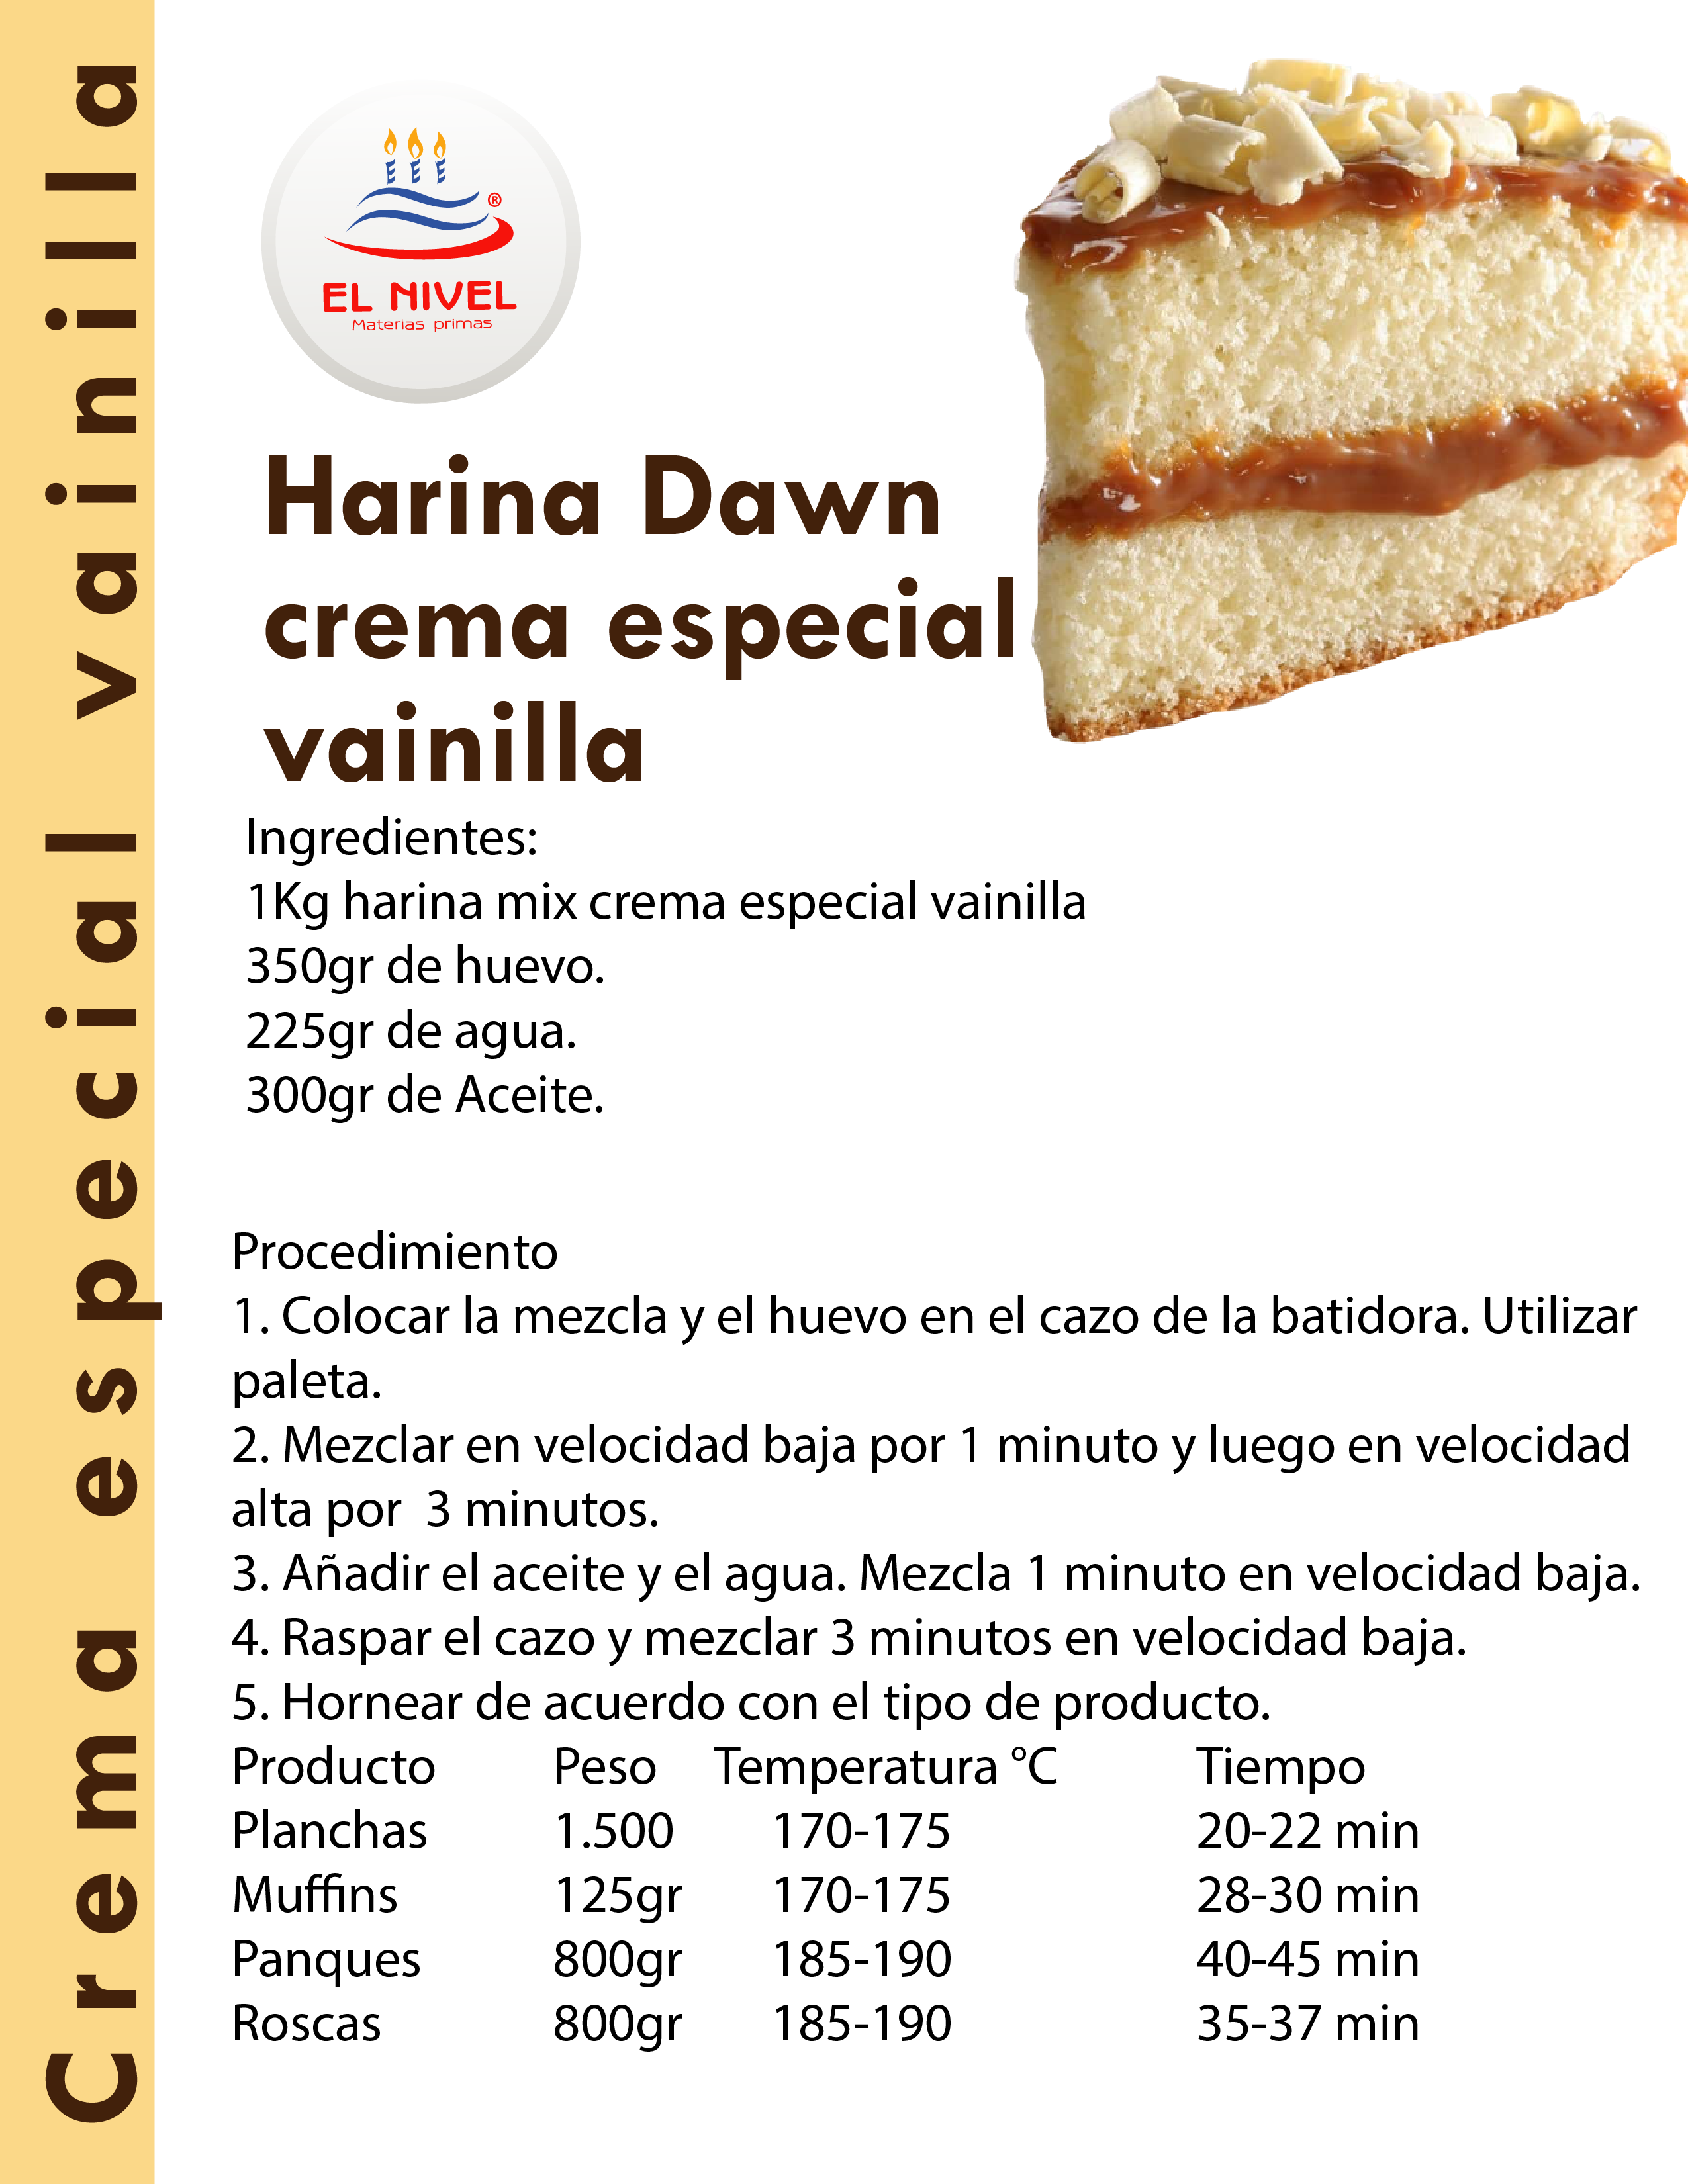 Crema especial vainilla
®
EL NIVEL
Materias primas
Harina Dawn
crema especial
vainilla
Ingredientes:
1Kg harina mix crema especial vainilla
350gr de huevo.
225gr de agua.
300gr de Aceite.
Procedimiento
1. Colocar la mezcla y el huevo en el cazo de la batidora. Utilizar
paleta.
2. Mezclar en velocidad baja por 1 minuto y luego en velocidad
alta por  3 minutos.
3. Añadir el aceite y el agua. Mezcla 1 minuto en velocidad baja.
4. Raspar el cazo y mezclar 3 minutos en velocidad baja.
5. Hornear de acuerdo con el tipo de producto.
Producto Peso Temperatura °C Tiempo
Planchas 1.500 170-175 20-22 min
Muffins 125gr 170-175 28-30 min
Panques 800gr 185-190 40-45 min
Roscas 800gr 185-190 35-37 min